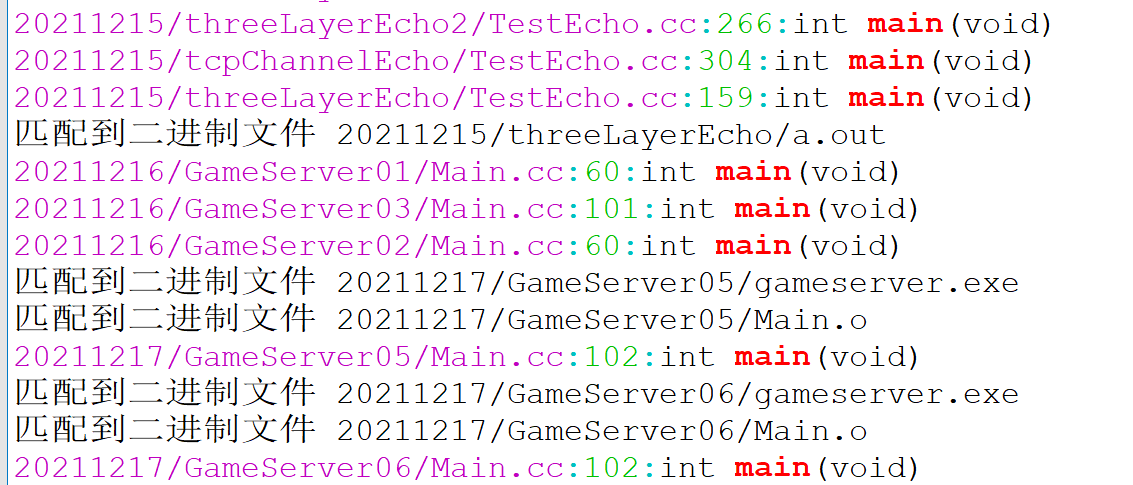 20211215/threeLayerEcho2/TestEcho.cc:266:int main(void)
20211215/tcpChannelEcho/TestEcho.cc:304:int main(void)
20211215/threeLayerEcho/TestEcho.cc:159:int main(void)
匹配到二进制文件 20211215/threeLayerEcho/a.out
20211216/GameServer01/Main.cc:60:int main(void)
20211216/GameServer03/Main.cc:101:int main(void)
20211216/GameServer02/Main.cc:60:int main(void)
匹配到二进制文件 20211217/GameServer05/gameserver.exe
匹配到二进制文件 20211217/GameServer05/Main.o
20211217/GameServer05/Main.cc:102:int main(void)
匹配到二进制文件 20211217/GameServer06/gameserver.exe
匹配到二进制文件 20211217/GameServer06/Main.o
20211217/GameServer06/Main.cc:102:int main(void)